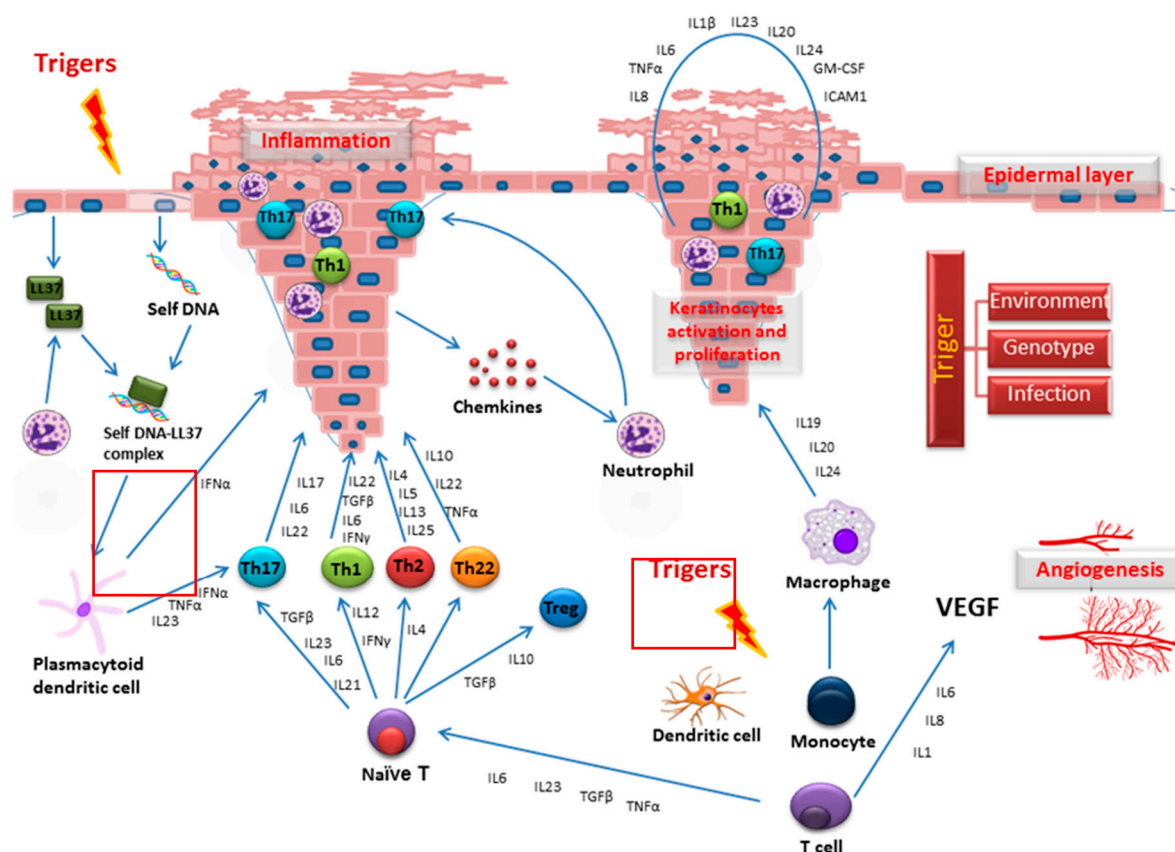 Trigers
Inflammation
IL1β
IL23
IL20
IL6
IL24
TNFα
GM-CSF
IL8
ICAM1
Epidermal layer
Th17
Th17
Th1
Th1
Th17
LL37
LL37
Self DNA
Self DNA-LL37
complex
Chemkines
Neutrophil
Keratinocytes
activation and
proliferation
Triger
Environment
Genotype
Infection
IFNα
IL17
IL6
IL22
IL22
TGFβ
IL6
IFNγ
IL4
IL5
IL13
IL25
IL10
IL22
TNFα
IL19
IL20
IL24
Th17
Th1
Th2
Th22
Treg
IFNα
TNFα
IL23
Plasmacytoid
dendritic cell
TGFβ
IL23
IL6
IL21
IL12
IFNγ
IL4
IL10
TGFβ
Naïve T
Trigers
Dendritic cell
Macrophage
Monocyte
VEGF
Angiogenesis
IL6
IL8
IL1
IL6
IL23
TGFβ
TNFα
T cell